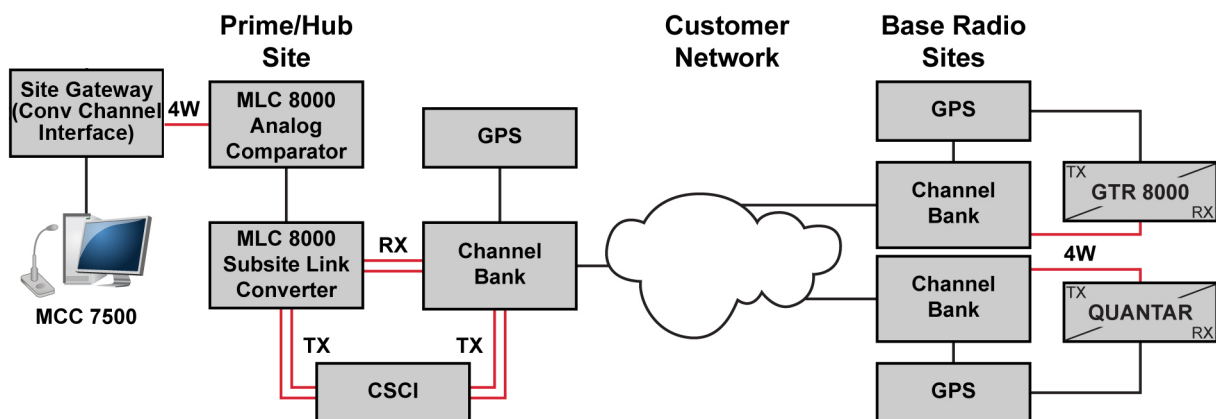 Prime/Hub
Site
Customer
Network
Base Radio
Sites
Site Gateway
(Conv Channel
Interface)
4W
MLC 8000
Analog
Comparator
GPS
GPS
Channel
Bank
TX
GTR 8000
RX
MLC 8000
Subsite Link
Converter
RX
Channel
Bank
4W
Channel
Bank
TX
QUANTAR
RX
MCC 7500
TX
TX
CSCI
GPS